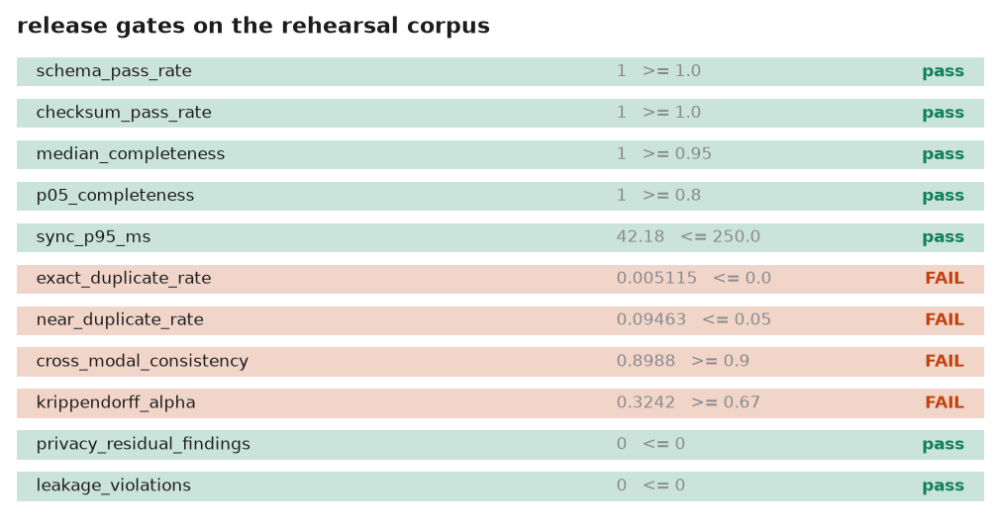 release gates on the rehearsal corpus
schema_pass_rate 1 >= 1.0 pass
checksum_pass_rate 1 >= 1.0 pass
median_completeness 1 >= 0.95 pass
p05_completeness 1 >= 0.8 pass
sync_p95_ms 42.18 <= 250.0 pass
exact_duplicate_rate 0.005115 <= 0.0 FAIL
near_duplicate_rate 0.09463 <= 0.05 FAIL
cross_modal_consistency 0.8988 >= 0.9 FAIL
krippendorff_alpha 0.3242 >= 0.67 FAIL
privacy_residual_findings 0 <= 0 pass
leakage_violations 0 <= 0 pass